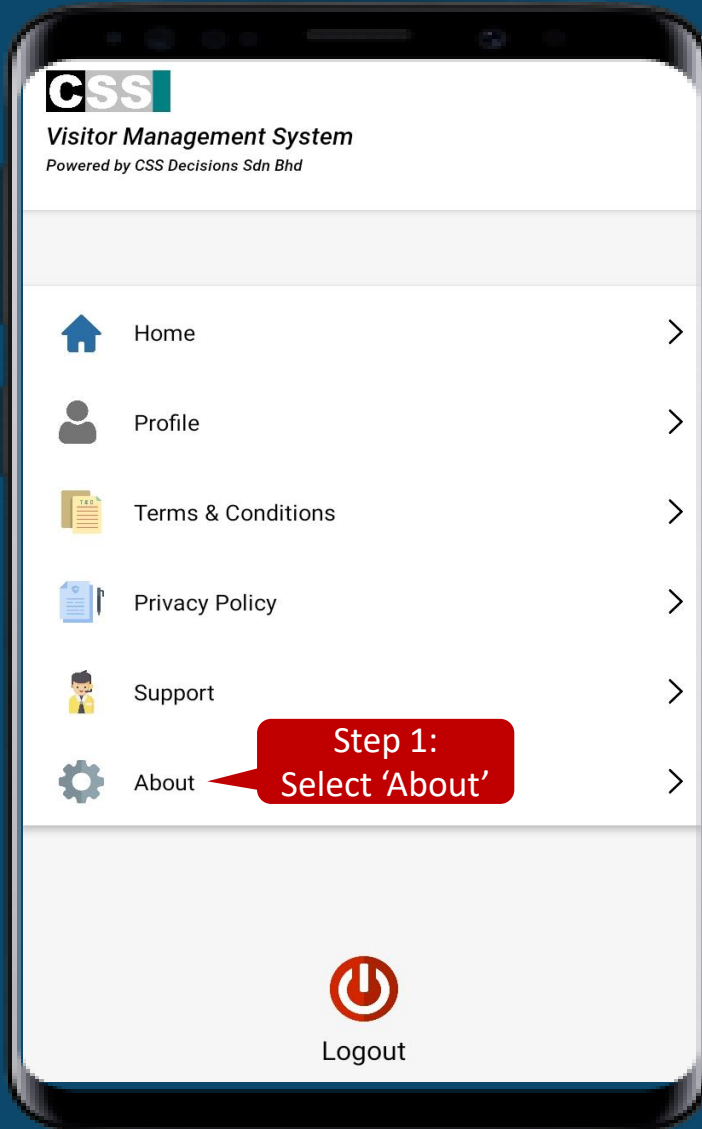 CSS
Visitor Management System
Powered by CSS Decisions Sdn Bhd
Home
Profile
T&C
Terms & Conditions
Privacy Policy
Support
About
Step 1:
Select ‘About’
Logout